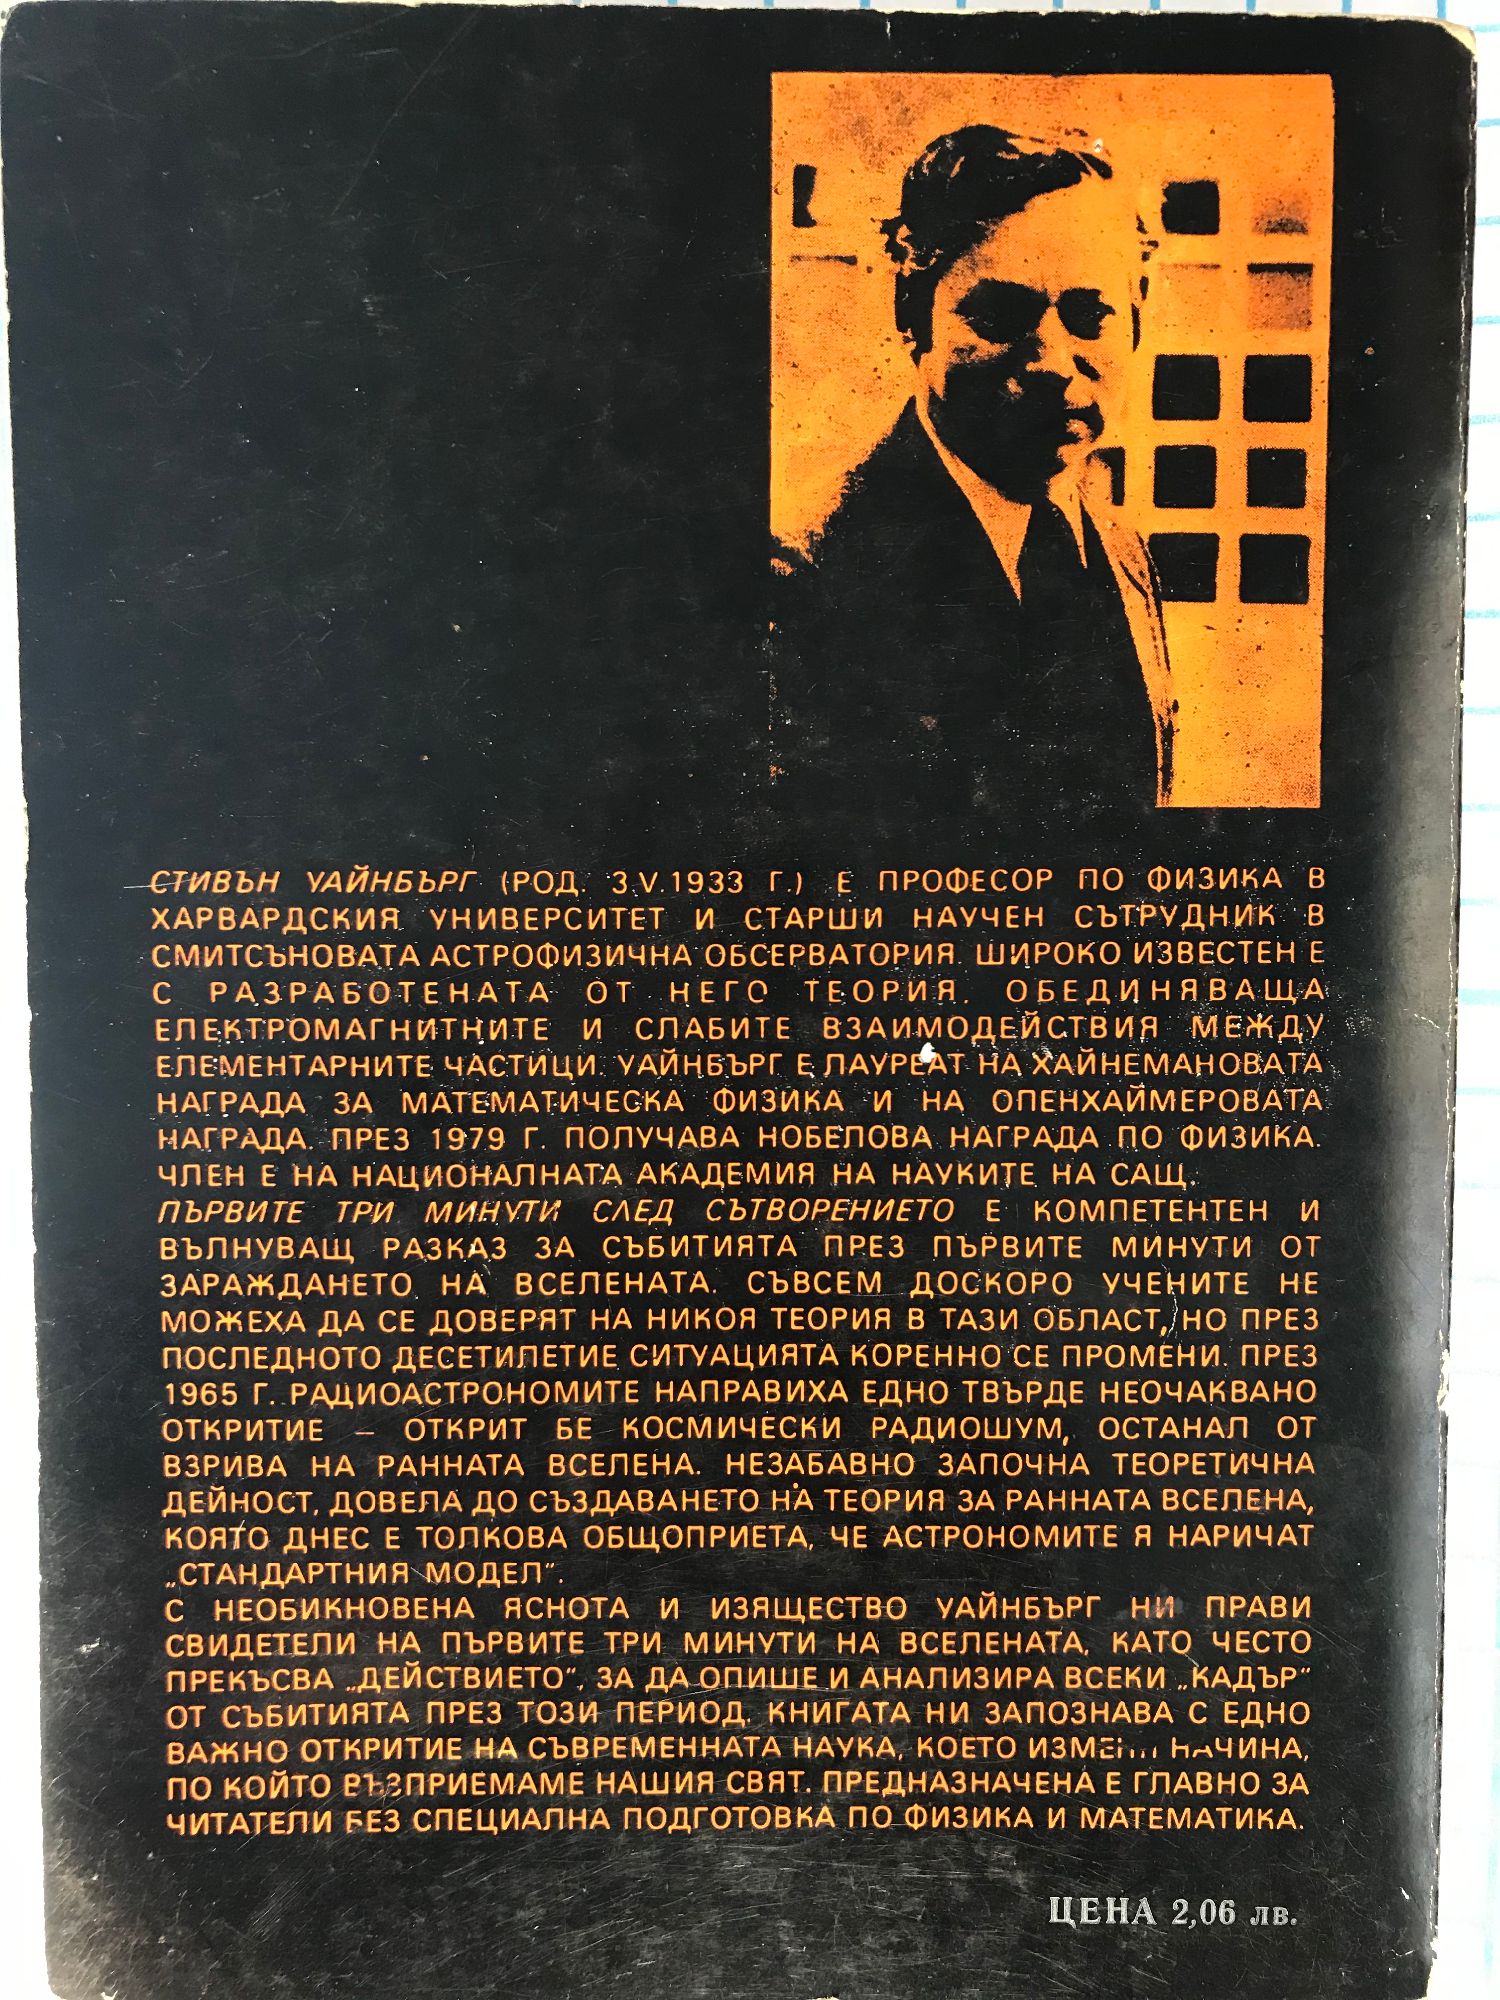 СТИВЪН УАЙНБЪРГ (РОД. 3.V.1933 Г.) Е ПРОФЕСОР ПО ФИЗИКА В
ХАРВАРДСКИЯ УНИВЕРСИТЕТ И СТАРШИ НАУЧЕН СЪТРУДНИК В
СМИТСЪНОВАТА АСТРОФИЗИЧНА ОБСЕРВАТОРИЯ. ШИРОКО ИЗВЕСТЕН Е
С РАЗРАБОТЕНАТА ОТ НЕГО ТЕОРИЯ, ОБЕДИНЯВАЩА
ЕЛЕКТРОМАГНИТНИТЕ И СЛАБИТЕ ВЗАИМОДЕЙСТВИЯ МЕЖДУ
ЕЛЕМЕНТАРНИТЕ ЧАСТИЦИ. УАЙНБЪРГ Е ЛАУРЕАТ НА ХАЙНЕМАНОВАТА
НАГРАДА ЗА МАТЕМАТИЧЕСКА ФИЗИКА И НА ОПЕНХАЙМЕРОВАТА
НАГРАДА. ПРЕЗ 1979 Г. ПОЛУЧАВА НОБЕЛОВА НАГРАДА ПО ФИЗИКА.
ЧЛЕН Е НА НАЦИОНАЛНАТА АКАДЕМИЯ НА НАУКИТЕ НА САЩ.
ПЪРВИТЕ ТРИ МИНУТИ СЛЕД СЪТВОРЕНИЕТО Е КОМПЕТЕНТЕН И
ВЪЛНУВАЩ РАЗКАЗ ЗА СЪБИТИЯТА ПРЕЗ ПЪРВИТЕ МИНУТИ ОТ
ЗАРАЖДАНЕТО НА ВСЕЛЕНАТА. СЪВСЕМ ДОСКОРО УЧЕНИТЕ НЕ
МОЖЕХА ДА СЕ ДОВЕРЯТ НА НИКОЯ ТЕОРИЯ В ТАЗИ ОБЛАСТ, НО ПРЕЗ
ПОСЛЕДНОТО ДЕСЕТИЛЕТИЕ СИТУАЦИЯТА КОРЕННО СЕ ПРОМЕНИ. ПРЕЗ
1965 Г. РАДИОАСТРОНОМИТЕ НАПРАВИХА ЕДНО ТВЪРДЕ НЕОЧАКВАНО
ОТКРИТИЕ – ОТКРИТ БЕ КОСМИЧЕСКИ РАДИОШУМ, ОСТАНАЛ ОТ
ВЗРИВА НА РАННАТА ВСЕЛЕНА. НЕЗАБАВНО ЗАПОЧНА ТЕОРЕТИЧНА
ДЕЙНОСТ, ДОВЕЛА ДО СЪЗДАВАНЕТО НА ТЕОРИЯ ЗА РАННАТА ВСЕЛЕНА,
КОЯТО ДНЕС Е ТОЛКОВА ОБЩОПРИЕТА, ЧЕ АСТРОНОМИТЕ Я НАРИЧАТ
„СТАНДАРТНИЯ МОДЕЛ“.
С НЕОБИКНОВЕНА ЯСНОТА И ИЗЯЩЕСТВО УАЙНБЪРГ НИ ПРАВИ
СВИДЕТЕЛИ НА ПЪРВИТЕ ТРИ МИНУТИ НА ВСЕЛЕНАТА, КАТО ЧЕСТО
ПРЕКЪСВА „ДЕЙСТВИЕТО“, ЗА ДА ОПИШЕ И АНАЛИЗИРА ВСЕКИ „КАДЪР“
ОТ СЪБИТИЯТА ПРЕЗ ТОЗИ ПЕРИОД. КНИГАТА НИ ЗАПОЗНАВА С ЕДНО
ВАЖНО ОТКРИТИЕ НА СЪВРЕМЕННАТА НАУКА, КОЕТО НАЧИНА,
ПО КОЙТО ВЪЗПРИЕМАМЕ НАШИЯ СВЯТ. ПРЕДНАЗНАЧЕНА Е ГЛАВНО ЗА
ЧИТАТЕЛИ БЕЗ СПЕЦИАЛНА ПОДГОТОВКА ПО ФИЗИКА И МАТЕМАТИКА.
ЦЕНА 2,06 лв.